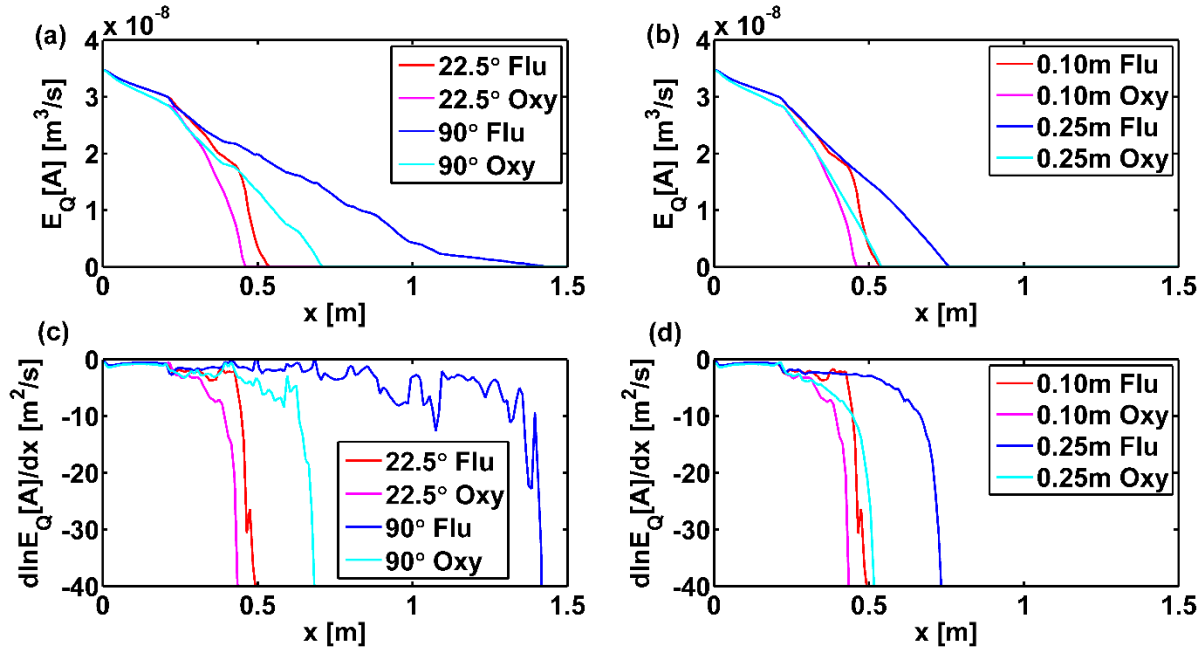 (a)
x 10⁻⁸
4
3
2
1
0
E_Q[A] [m³/s]
0 0.5 1 1.5
x [m]
22.5° Flu
22.5° Oxy
90° Flu
90° Oxy
(b)
x 10⁻⁸
4
3
2
1
0
E_Q[A] [m³/s]
0 0.5 1 1.5
x [m]
0.10m Flu
0.10m Oxy
0.25m Flu
0.25m Oxy
(c)
0
-10
-20
-30
-40
dlnE_Q[A]/dx [m²/s]
0 0.5 1 1.5
x [m]
22.5° Flu
22.5° Oxy
90° Flu
90° Oxy
(d)
0
-10
-20
-30
-40
dlnE_Q[A]/dx [m²/s]
0 0.5 1 1.5
x [m]
0.10m Flu
0.10m Oxy
0.25m Flu
0.25m Oxy